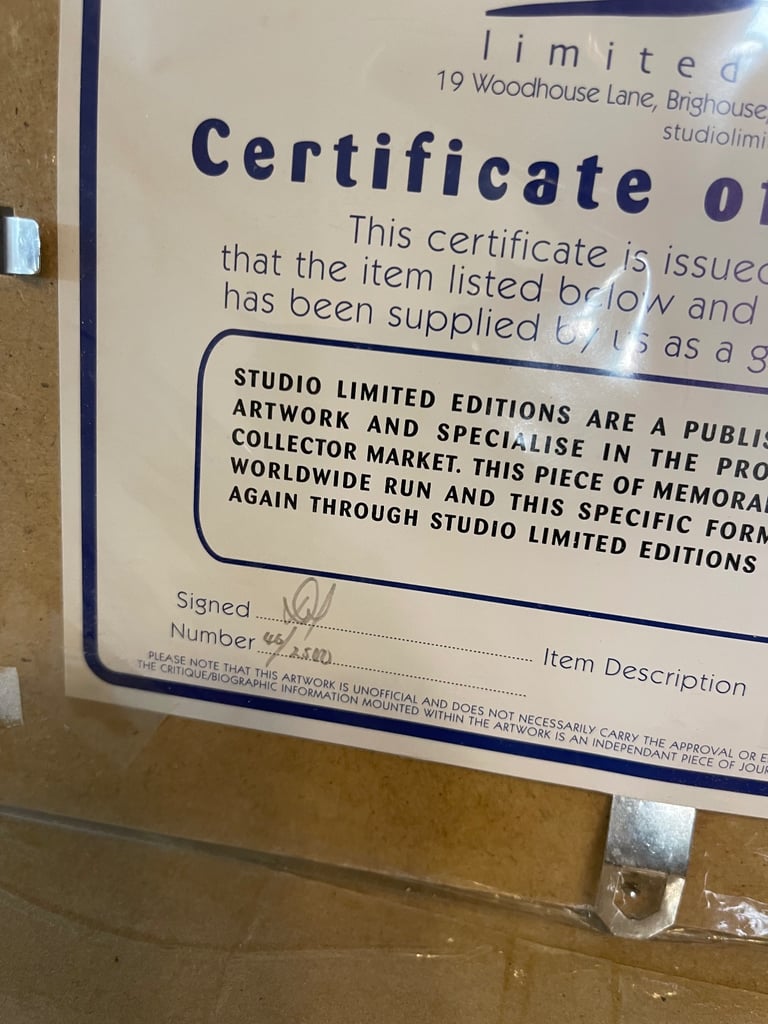 limited
19 Woodhouse Lane, Brighouse,
studiolimi
Certificate of
This certificate is issued
that the item listed below and
has been supplied by us as a g
STUDIO LIMITED EDITIONS ARE A PUBLIS
ARTWORK AND SPECIALISE IN THE PRO
COLLECTOR MARKET. THIS PIECE OF MEMORA
WORLDWIDE RUN AND THIS SPECIFIC FORM
AGAIN THROUGH STUDIO LIMITED EDITIONS
Signed
Number 46/2500 Item Description
PLEASE NOTE THAT THIS ARTWORK IS UNOFFICIAL AND DOES NOT NECESSARILY CARRY THE APPROVAL OR E
THE CRITIQUE/BIOGRAPHIC INFORMATION MOUNTED WITHIN THE ARTWORK IS AN INDEPENDANT PIECE OF JOUR